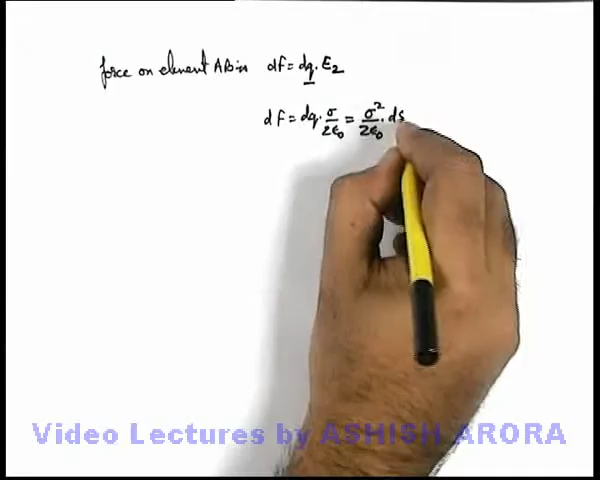 force on element AB is df = dq. E₂
df = dq. σ/2ϵ₀ = σ²/2ϵ₀ . ds
Video Lectures by ASHISH ARORA